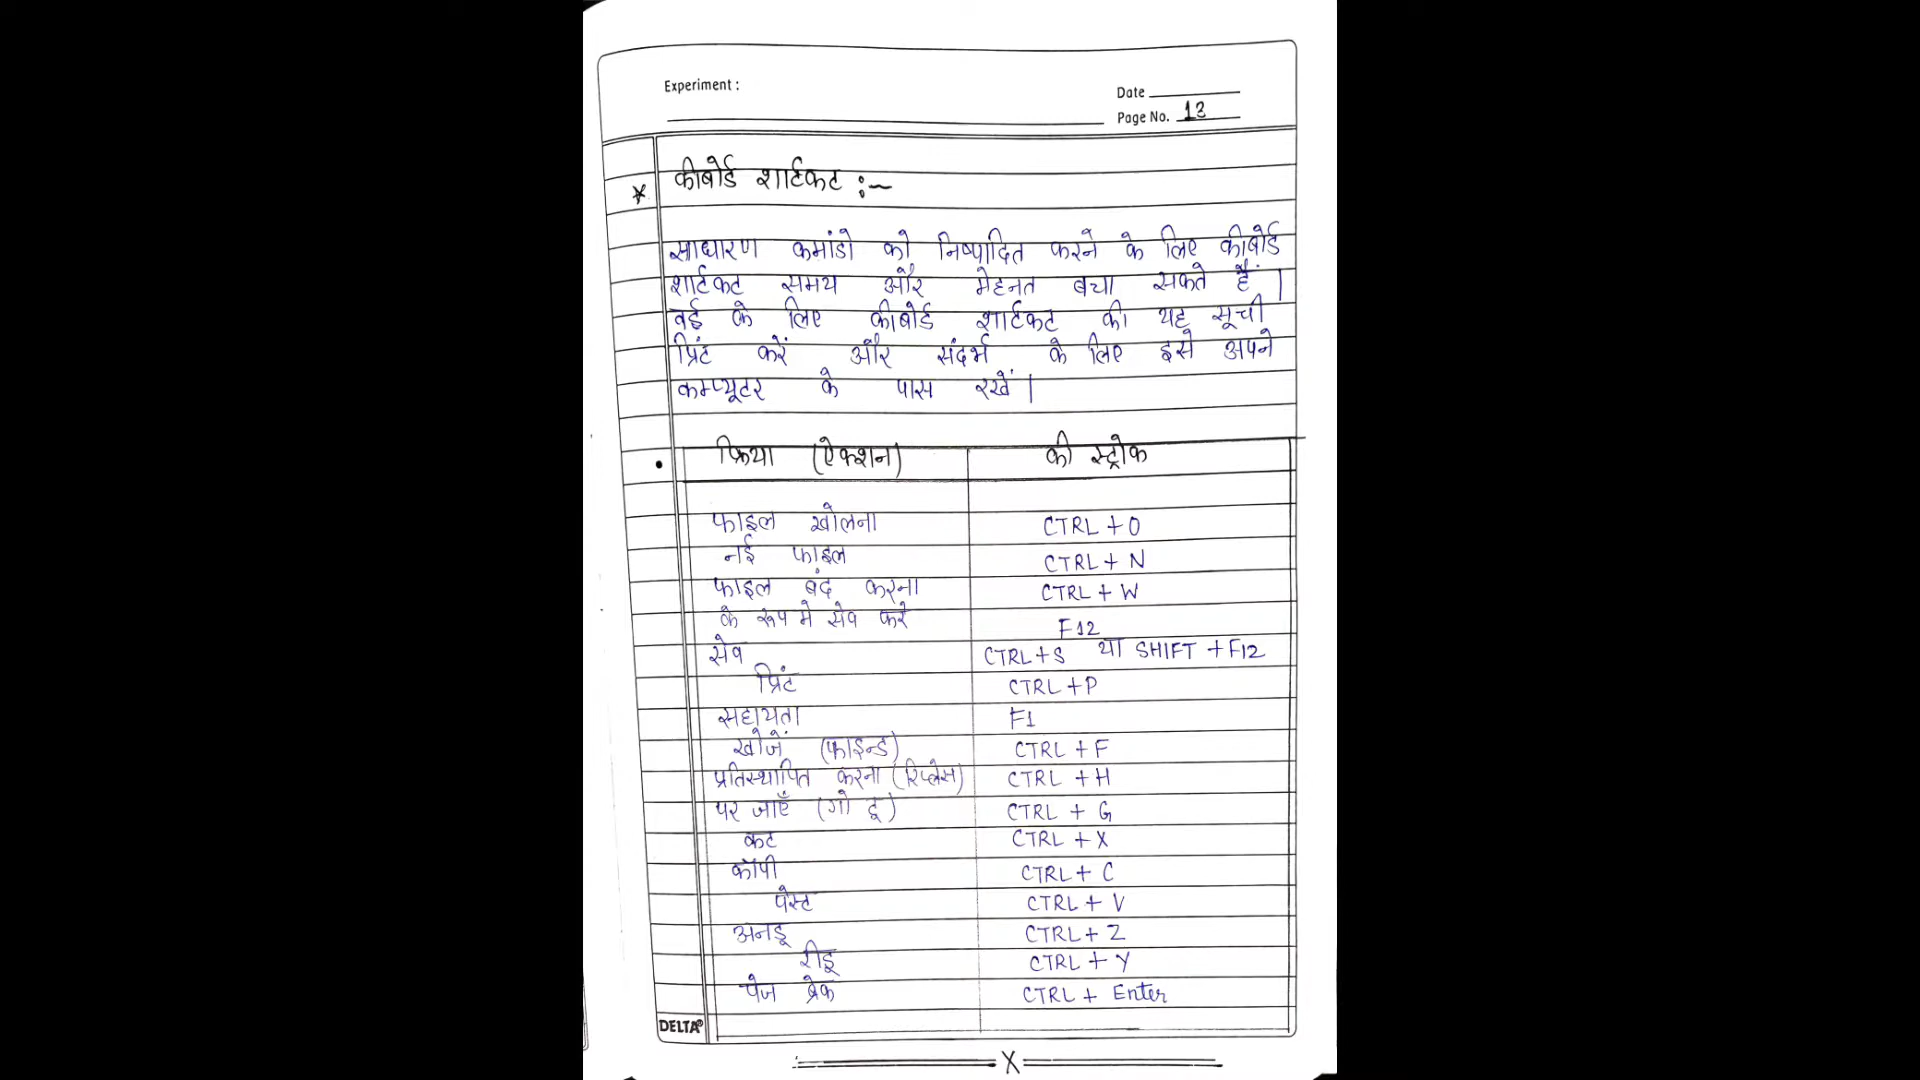 Experiment :
Date
Page No. 13
* कीबोर्ड शार्टकट :-
साधारण कमांडो को निष्पादित करने के लिए कीबोर्ड
शार्टकट समय और मेहनत बचा सकते हैं |
वर्ड के लिए कीबोर्ड शार्टकट की यह सूची
प्रिंट करें और संदर्भ के लिए इसे अपने
कम्प्यूटर के पास रखें |
• क्रिया (ऐक्शन) की स्ट्रोक
फाइल खोलना CTRL + O
नई फाइल CTRL + N
फाइल बंद करना CTRL + W
के रूप मे सेव करे F12
सेव CTRL + S या SHIFT + F12
प्रिंट CTRL + P
सहायता F1
खोजें (फाइन्ड) CTRL + F
प्रतिस्थापित करना (रिप्लेस) CTRL + H
पर जाएँ (गो टू) CTRL + G
कट CTRL + X
कॉपी CTRL + C
पेस्ट CTRL + V
अनडू CTRL + Z
रीडू CTRL + Y
पेज ब्रेक CTRL + Enter
DELTA®
X